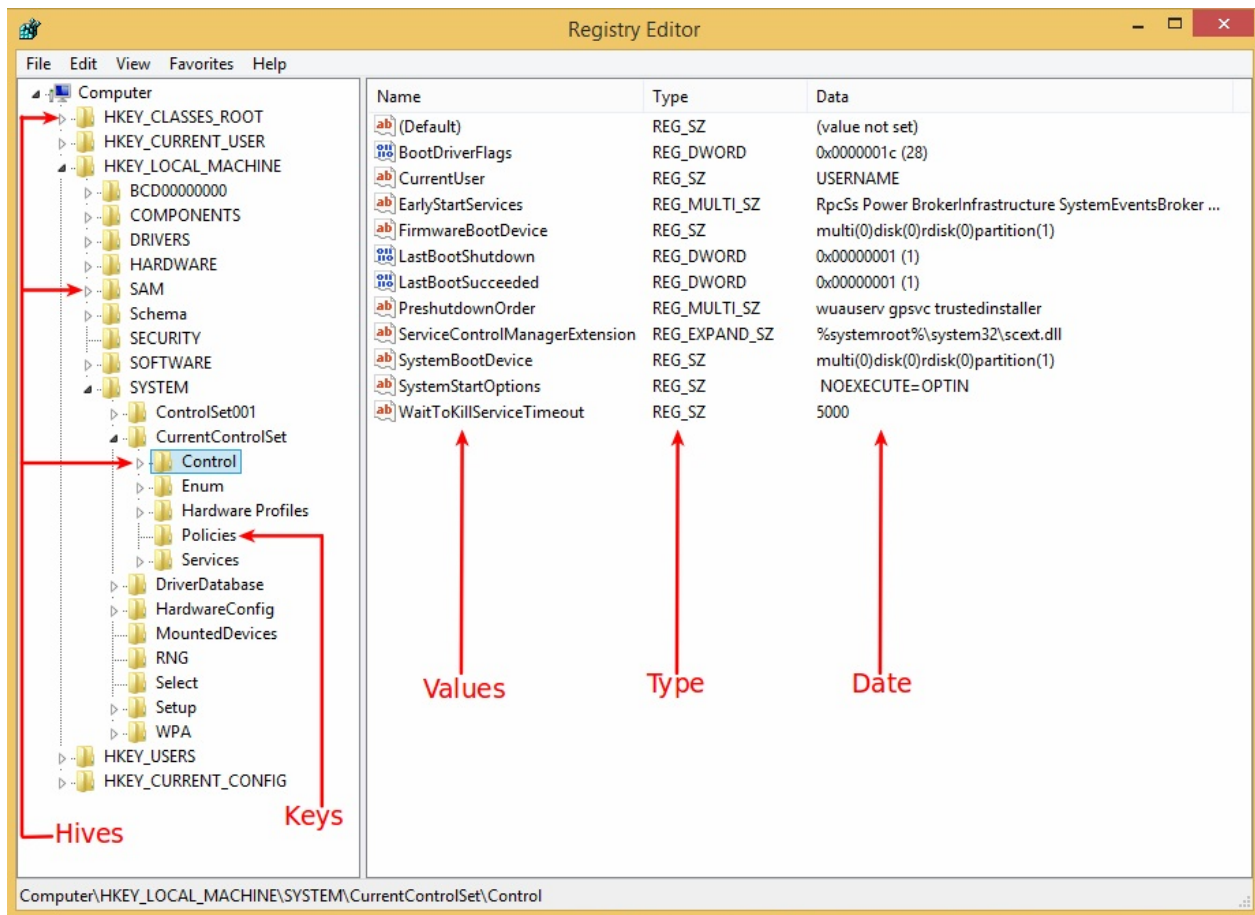 Registry Editor
File Edit View Favorites Help
Computer
HKEY_CLASSES_ROOT
HKEY_CURRENT_USER
HKEY_LOCAL_MACHINE
BCD00000000
COMPONENTS
DRIVERS
HARDWARE
SAM
Schema
SECURITY
SOFTWARE
SYSTEM
ControlSet001
CurrentControlSet
Control
Enum
Hardware Profiles
Policies
Services
DriverDatabase
HardwareConfig
MountedDevices
RNG
Select
Setup
WPA
HKEY_USERS
HKEY_CURRENT_CONFIG
Keys
Hives
Name Type Data
(Default) REG_SZ (value not set)
BootDriverFlags REG_DWORD 0x0000001c (28)
CurrentUser REG_SZ USERNAME
EarlyStartServices REG_MULTI_SZ RpcSs Power BrokerInfrastructure SystemEventsBroker ...
FirmwareBootDevice REG_SZ multi(0)disk(0)rdisk(0)partition(1)
LastBootShutdown REG_DWORD 0x00000001 (1)
LastBootSucceeded REG_DWORD 0x00000001 (1)
PreshutdownOrder REG_MULTI_SZ wuauserv gpsvc trustedinstaller
ServiceControlManagerExtension REG_EXPAND_SZ %systemroot%\system32\scext.dll
SystemBootDevice REG_SZ multi(0)disk(0)rdisk(0)partition(1)
SystemStartOptions REG_SZ NOEXECUTE=OPTIN
WaitToKillServiceTimeout REG_SZ 5000
Values Type Date
Computer\HKEY_LOCAL_MACHINE\SYSTEM\CurrentControlSet\Control